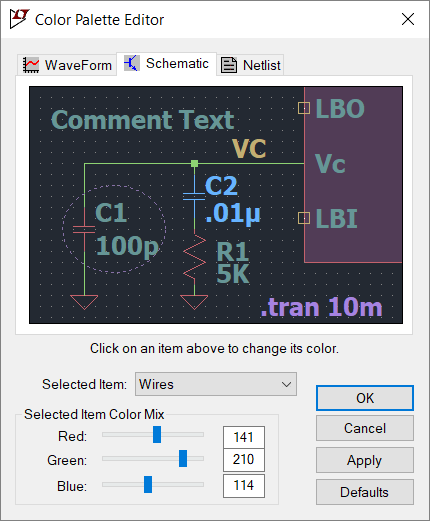 Color Palette Editor
WaveForm
Schematic
Netlist
Comment Text
LBO
VC
Vc
C2
.01µ
C1
100p
LBI
R1
5K
.tran 10m
Click on an item above to change its color.
Selected Item: Wires
Selected Item Color Mix
Red: 141
Green: 210
Blue: 114
OK
Cancel
Apply
Defaults